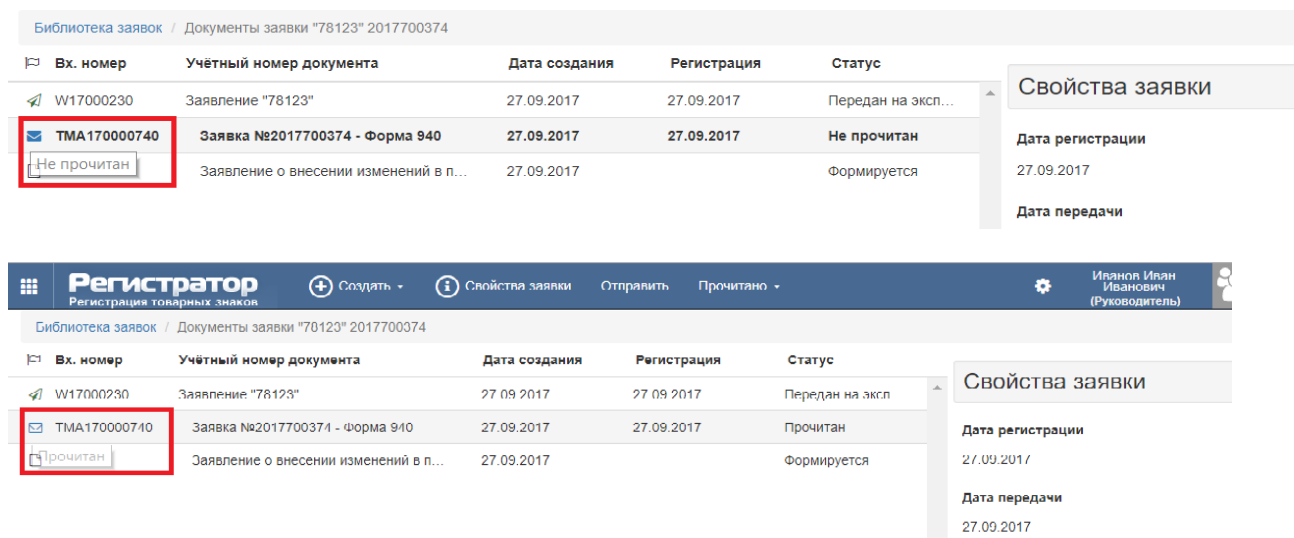 Библиотека заявок / Документы заявки "78123" 2017700374
Вх. номер Учётный номер документа Дата создания Регистрация Статус
Свойства заявки
W17000230 Заявление "78123" 27.09.2017 27.09.2017 Передан на эксп...
TMA170000740 Заявка №2017700374 - Форма 940 27.09.2017 27.09.2017 Не прочитан
Дата регистрации
Не прочитан Заявление о внесении изменений в п... 27.09.2017 Формируется
27.09.2017
Дата передачи
Регистратор
Регистрация товарных знаков
Создать Свойства заявки Отправить Прочитано
Иванов Иван
Иванович
(Руководитель)
Библиотека заявок / Документы заявки "78123" 2017700374
Вх. номер Учётный номер документа Дата создания Регистрация Статус
Свойства заявки
W17000230 Заявление "78123" 27.09.2017 27.09.2017 Передан на эксп
TMA170000740 Заявка №2017700374 - Форма 940 27.09.2017 27.09.2017 Прочитан
Дата регистрации
Прочитан Заявление о внесении изменений в п... 27.09.2017 Формируется
27.09.2017
Дата передачи
27.09.2017